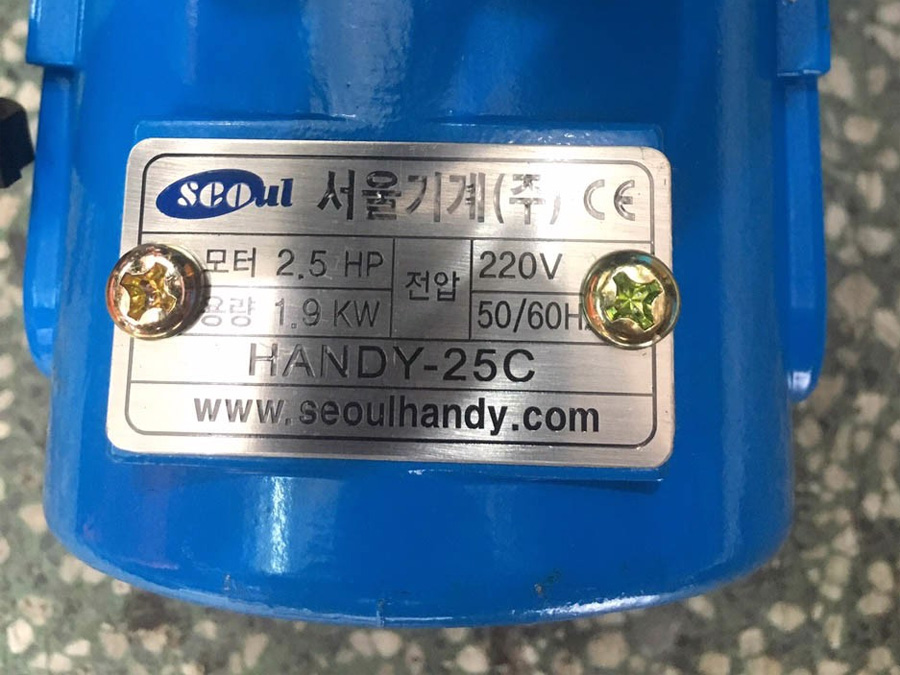 seoul 서울기계(주) CE
모터 2.5 HP 전압 220V
용량 1.9 KW 50/60Hz
HANDY-25C
www.seoulhandy.com